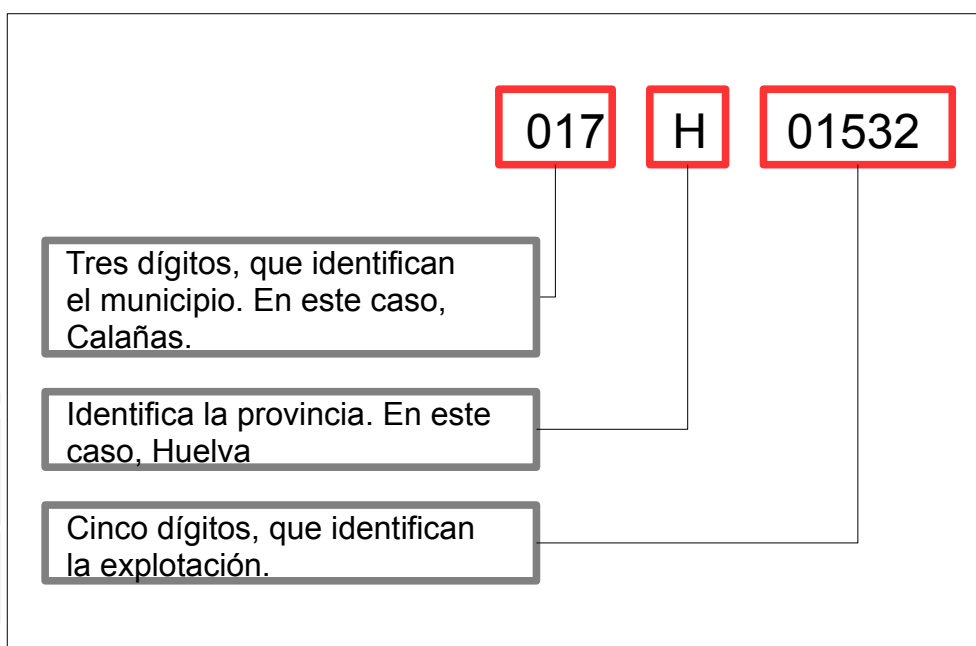 017 H 01532
Tres dígitos, que identifican
el municipio. En este caso,
Calañas.
Identifica la provincia. En este
caso, Huelva
Cinco dígitos, que identifican
la explotación.